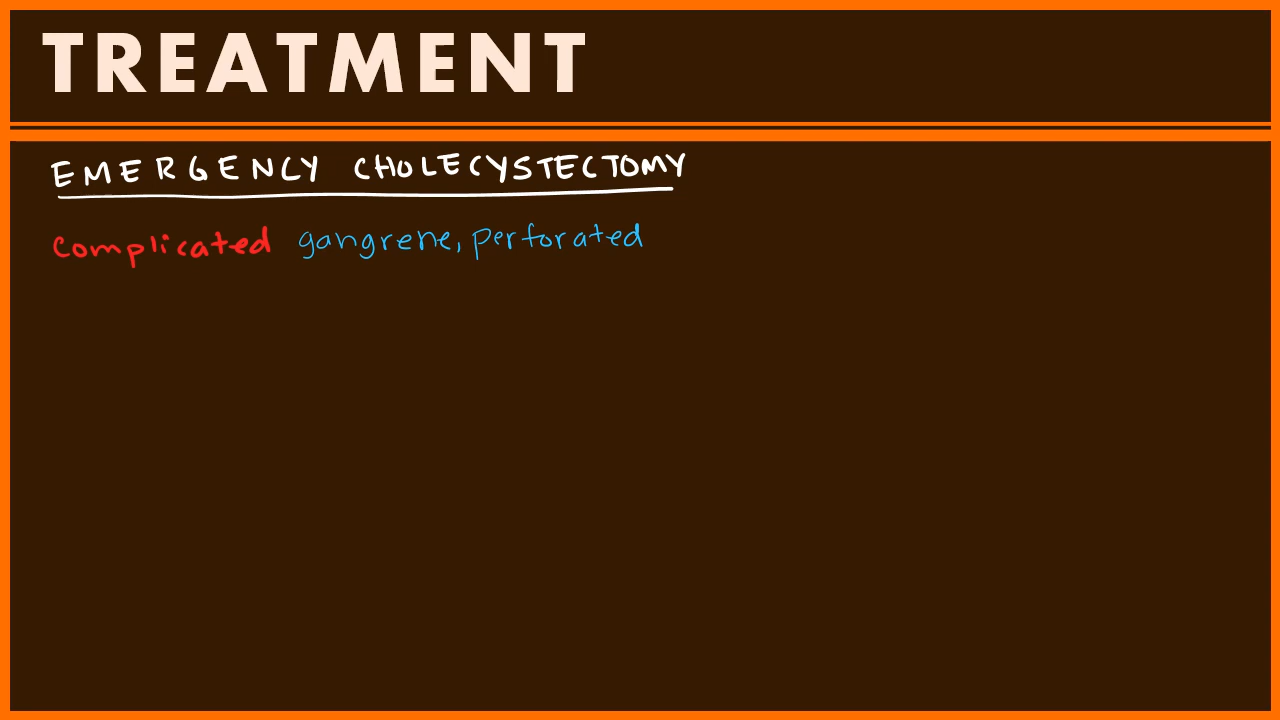 TREATMENT
EMERGENCY CHOLECYSTECTOMY
complicated gangrene, perforated